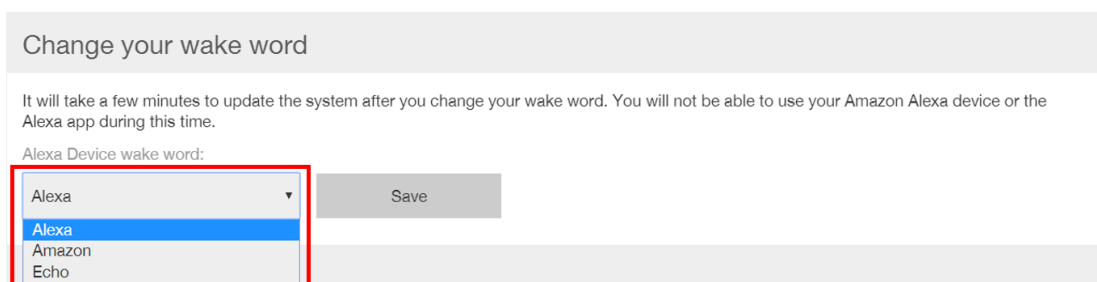 Change your wake word
It will take a few minutes to update the system after you change your wake word. You will not be able to use your Amazon Alexa device or the
Alexa app during this time.
Alexa Device wake word:
Alexa
Save
Alexa
Amazon
Echo